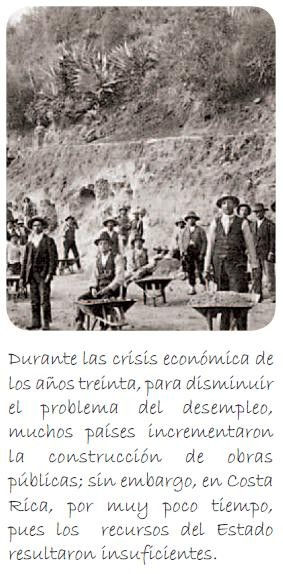 Durante las crisis económica de
los años treinta, para disminuir
el problema del desempleo,
muchos países incrementaron
la construcción de obras
públicas; sin embargo, en Costa
Rica, por muy poco tiempo,
pues los recursos del Estado
resultaron insuficientes.